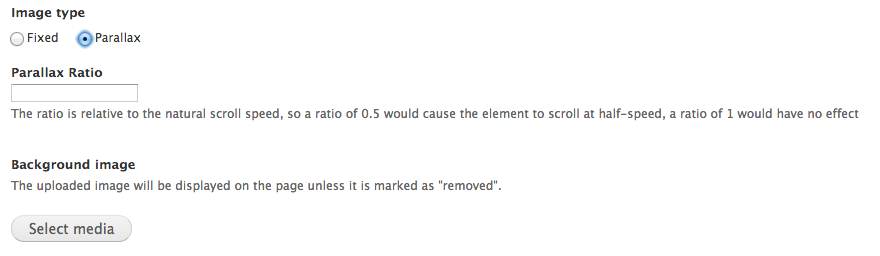 Image type
Fixed Parallax
Parallax Ratio
The ratio is relative to the natural scroll speed, so a ratio of 0.5 would cause the element to scroll at half-speed, a ratio of 1 would have no effect
Background image
The uploaded image will be displayed on the page unless it is marked as "removed".
Select media